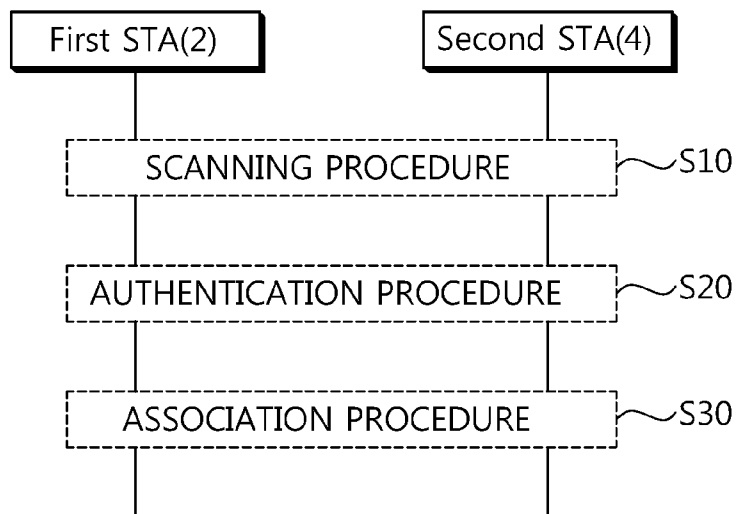 First STA(2)
Second STA(4)
SCANNING PROCEDURE
S10
AUTHENTICATION PROCEDURE
S20
ASSOCIATION PROCEDURE
S30